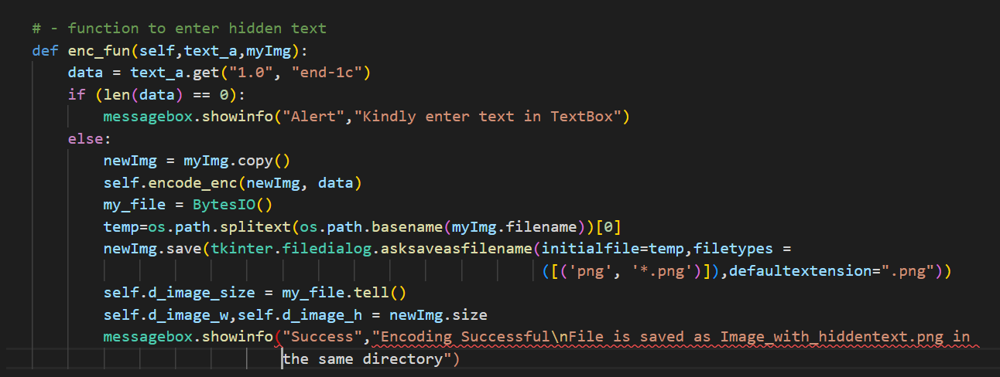 # - function to enter hidden text
def enc_fun(self,text_a,myImg):
data = text_a.get("1.0", "end-1c")
if (len(data) == 0):
messagebox.showinfo("Alert","Kindly enter text in TextBox")
else:
newImg = myImg.copy()
self.encode_enc(newImg, data)
my_file = BytesIO()
temp=os.path.splitext(os.path.basename(myImg.filename))[0]
newImg.save(tkinter.filedialog.asksaveasfilename(initialfile=temp,filetypes =
([('png', '*.png')]),defaultextension=".png"))
self.d_image_size = my_file.tell()
self.d_image_w,self.d_image_h = newImg.size
messagebox.showinfo("Success","Encoding Successful\nFile is saved as Image_with_hiddentext.png in
the same directory")